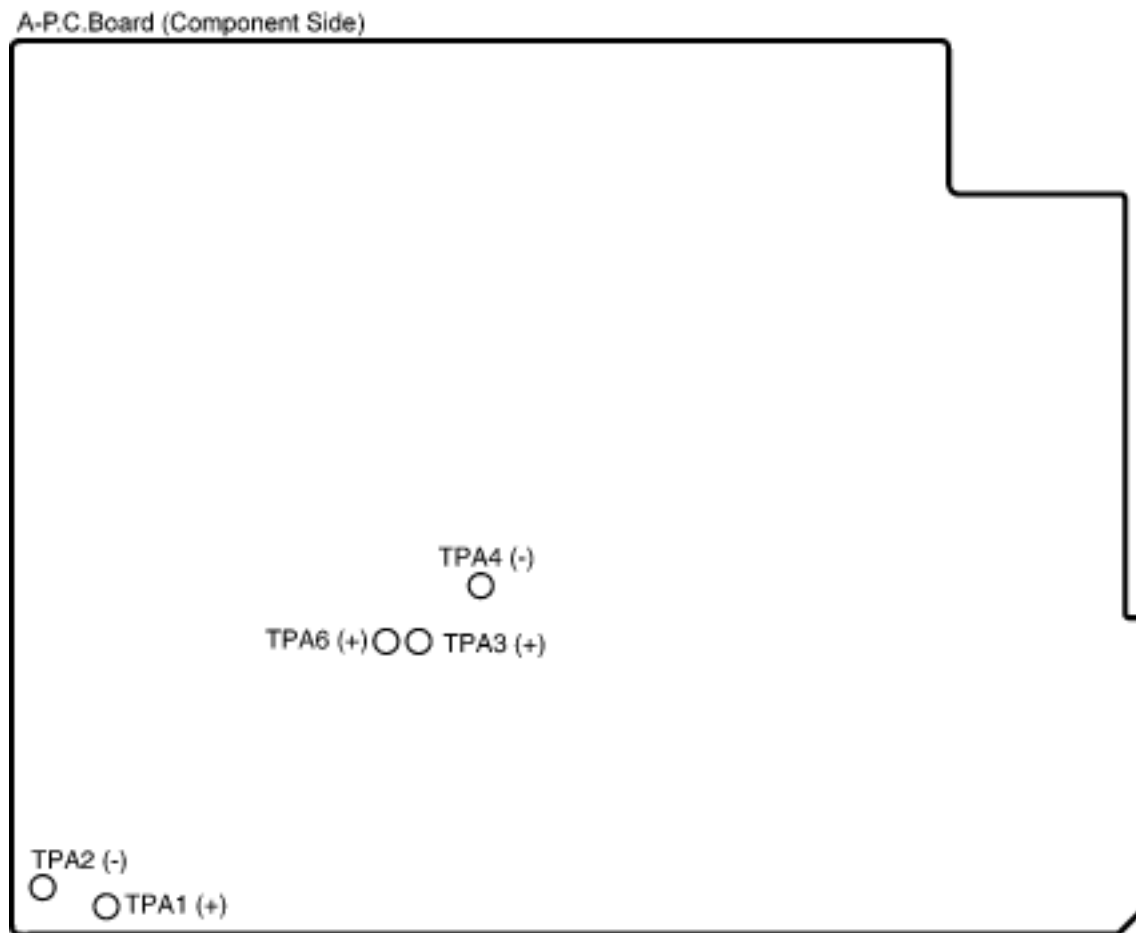 A-P.C.Board (Component Side)
TPA4 (-)
TPA6 (+)
TPA3 (+)
TPA2 (-)
TPA1 (+)